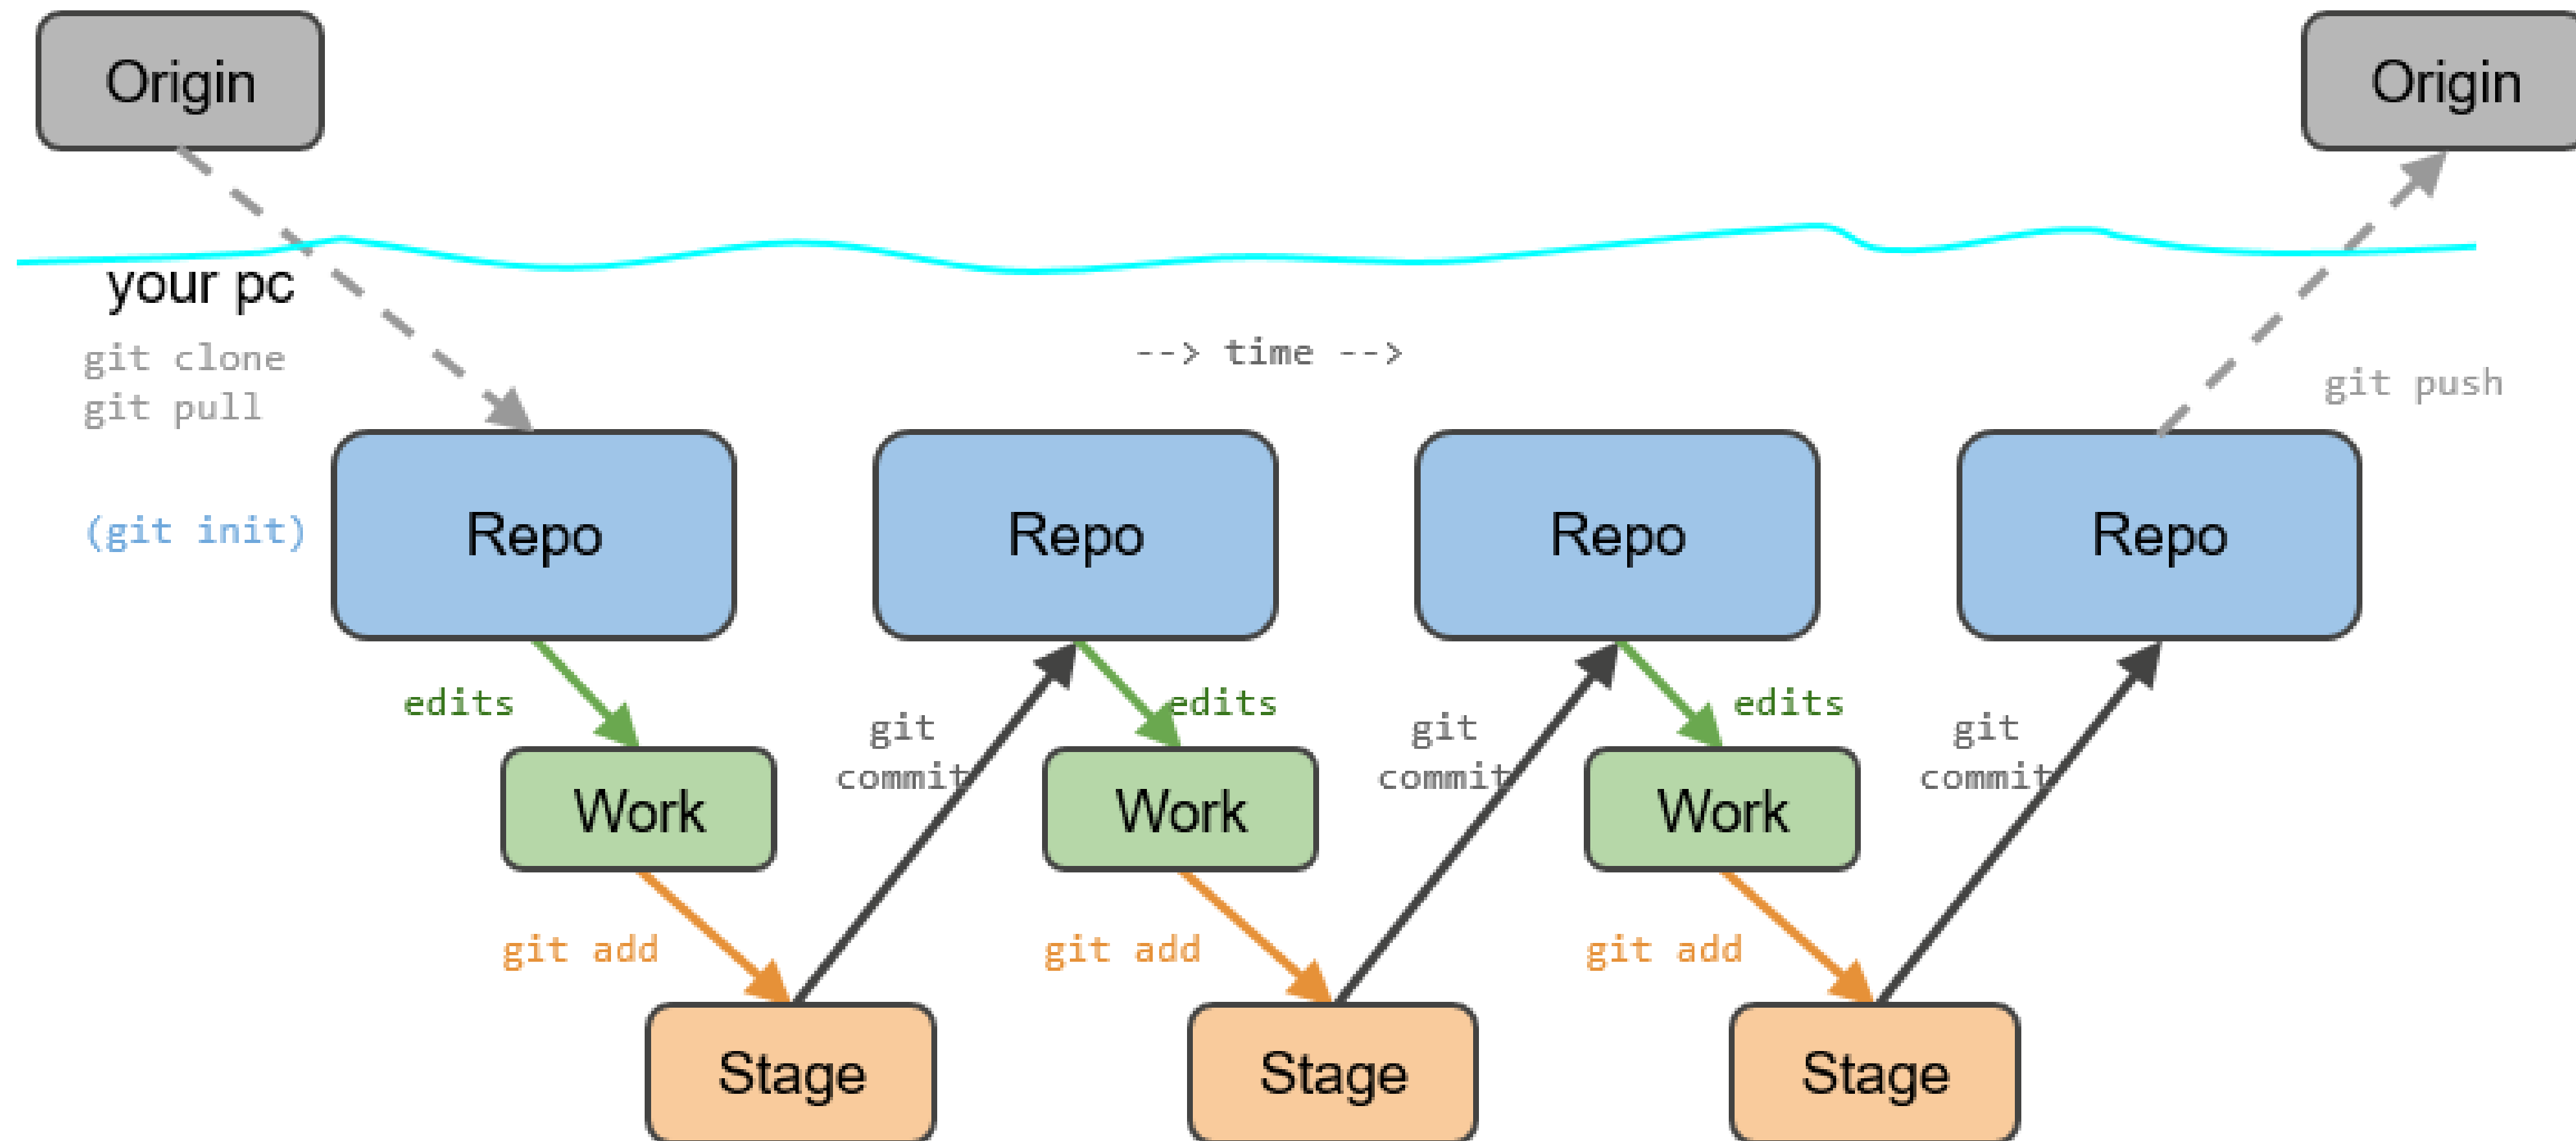 Origin
Origin
your pc
git clone
git pull
--> time -->
git push
(git init)
Repo
Repo
Repo
Repo
edits
edits
edits
git
commit
git
commit
git
commit
Work
Work
Work
git add
git add
git add
Stage
Stage
Stage